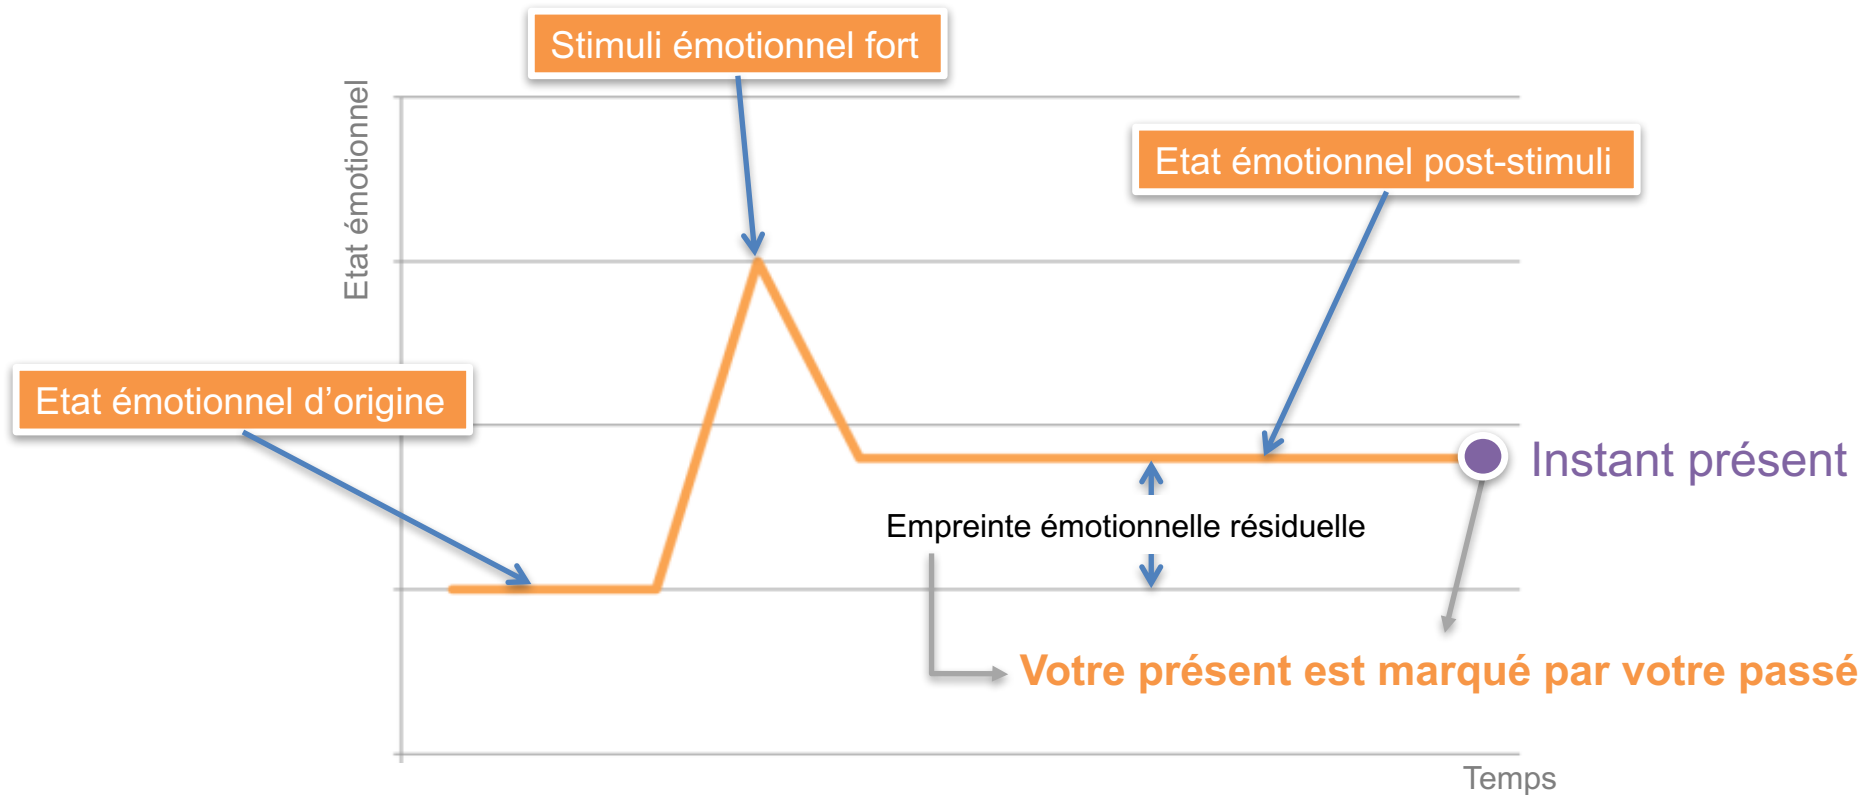 Stimuli émotionnel fort
Etat émotionnel
Etat émotionnel post-stimuli
Etat émotionnel d’origine
Instant présent
Empreinte émotionnelle résiduelle
Votre présent est marqué par votre passé
Temps